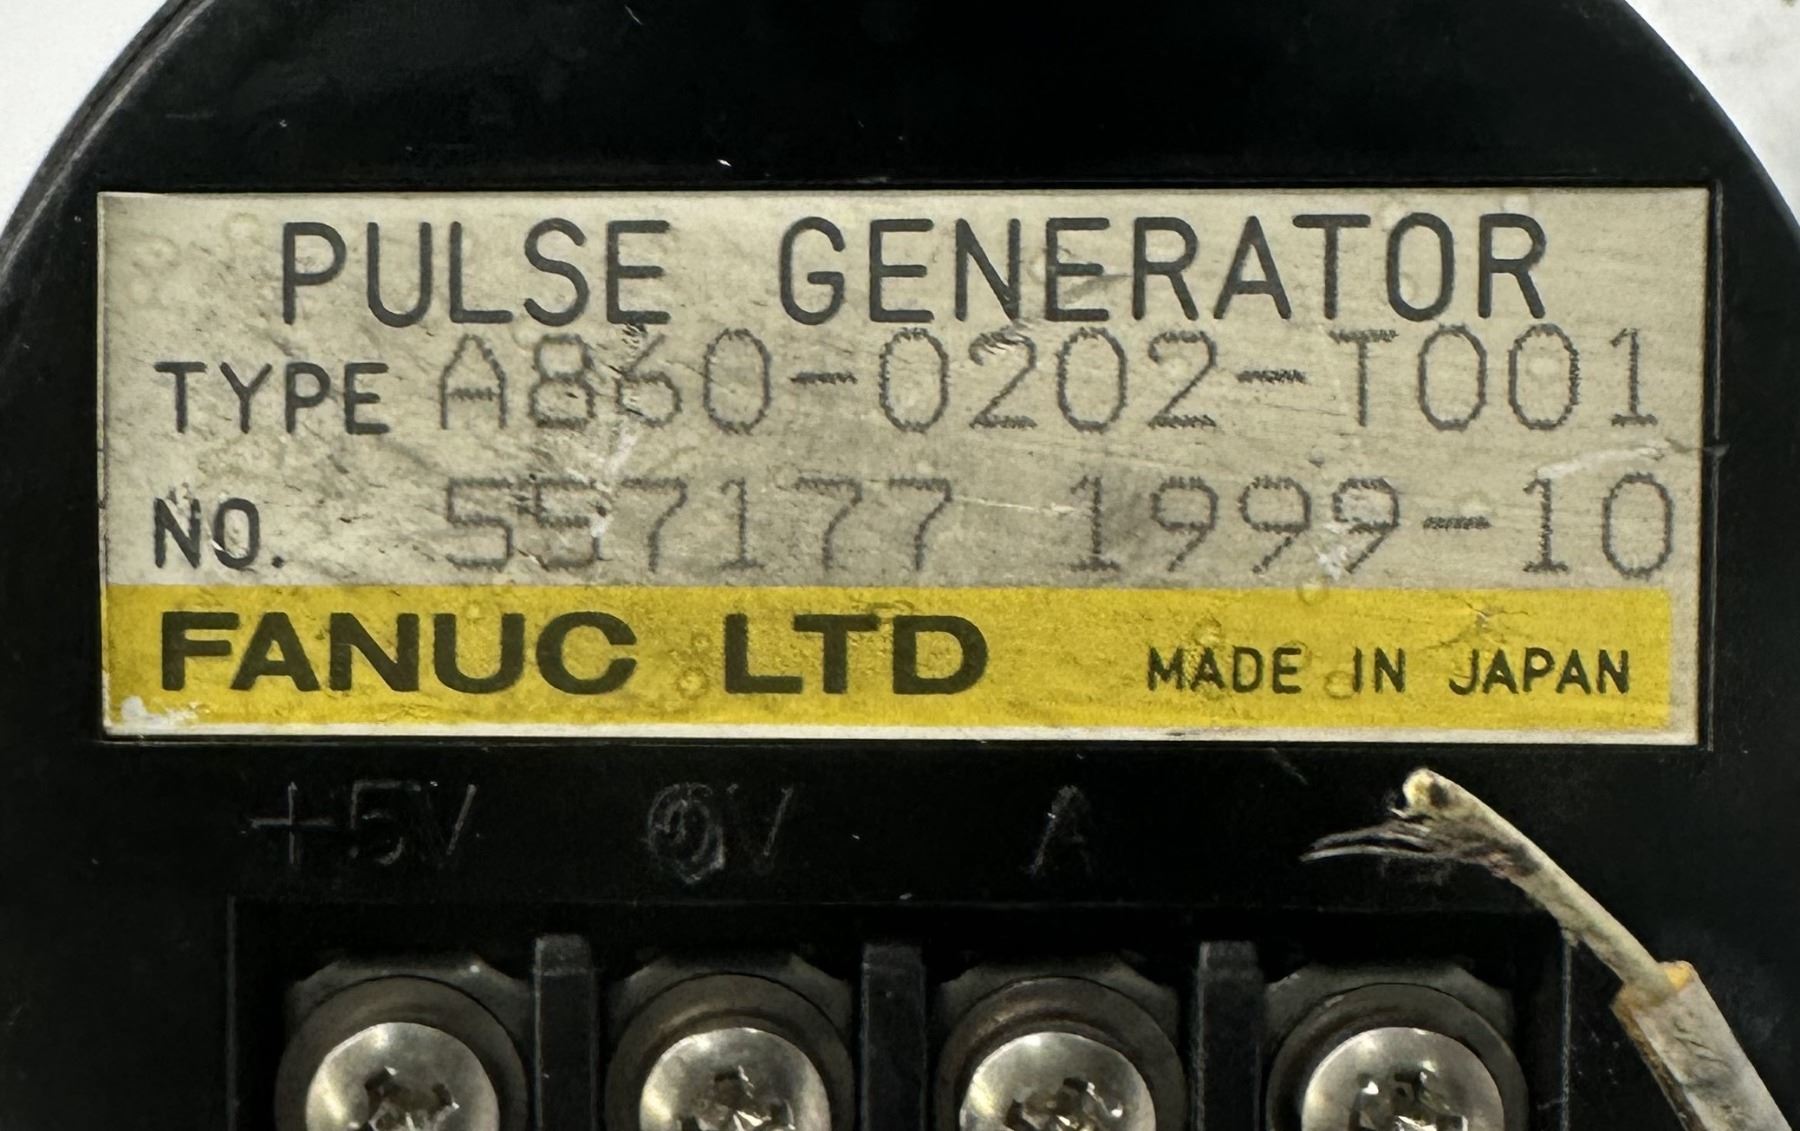 PULSE GENERATOR
TYPE A860-0202-T001
NO. 557177 1999-10
FANUC LTD MADE IN JAPAN
+5V 0V A